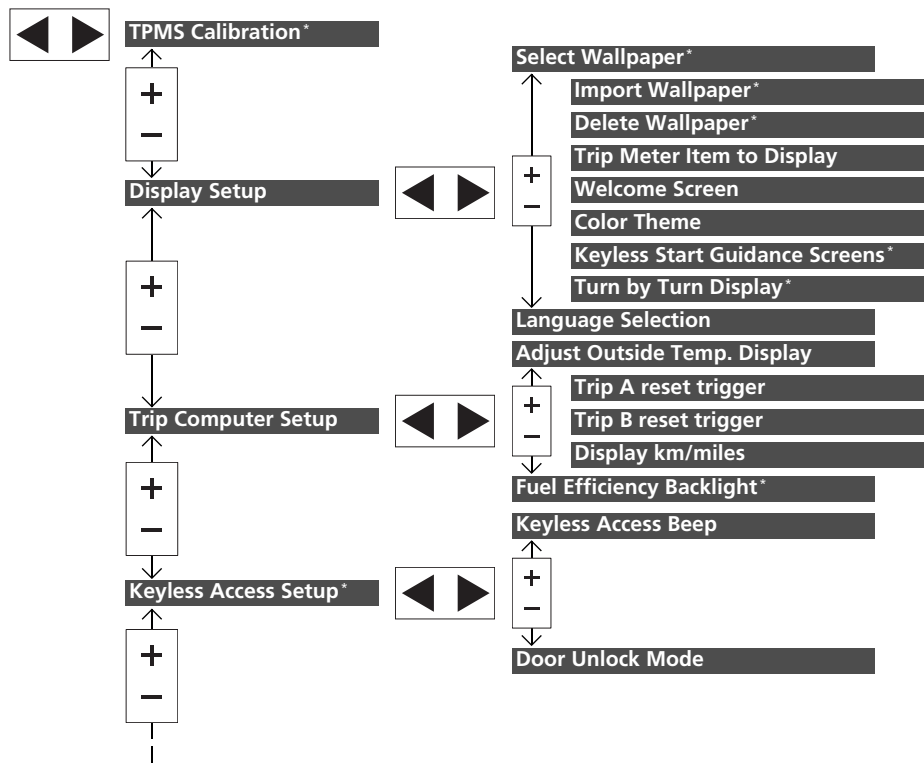 TPMS Calibration*
+
−
Display Setup
Select Wallpaper*
Import Wallpaper*
Delete Wallpaper*
Trip Meter Item to Display
+
−
Welcome Screen
Color Theme
Keyless Start Guidance Screens*
Turn by Turn Display*
Language Selection
+
−
Trip Computer Setup
Adjust Outside Temp. Display
+
−
Trip A reset trigger
Trip B reset trigger
Display km/miles
Fuel Efficiency Backlight*
+
−
Keyless Access Setup*
Keyless Access Beep
+
−
Door Unlock Mode
+
−